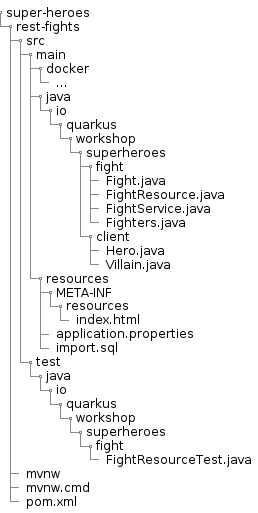 super-heroes
rest-fights
src
main
docker
...
java
io
quarkus
workshop
superheroes
fight
Fight.java
FightResource.java
FightService.java
Fighters.java
client
Hero.java
Villain.java
resources
META-INF
resources
index.html
application.properties
import.sql
test
java
io
quarkus
workshop
superheroes
fight
FightResourceTest.java
mvnw
mvnw.cmd
pom.xml